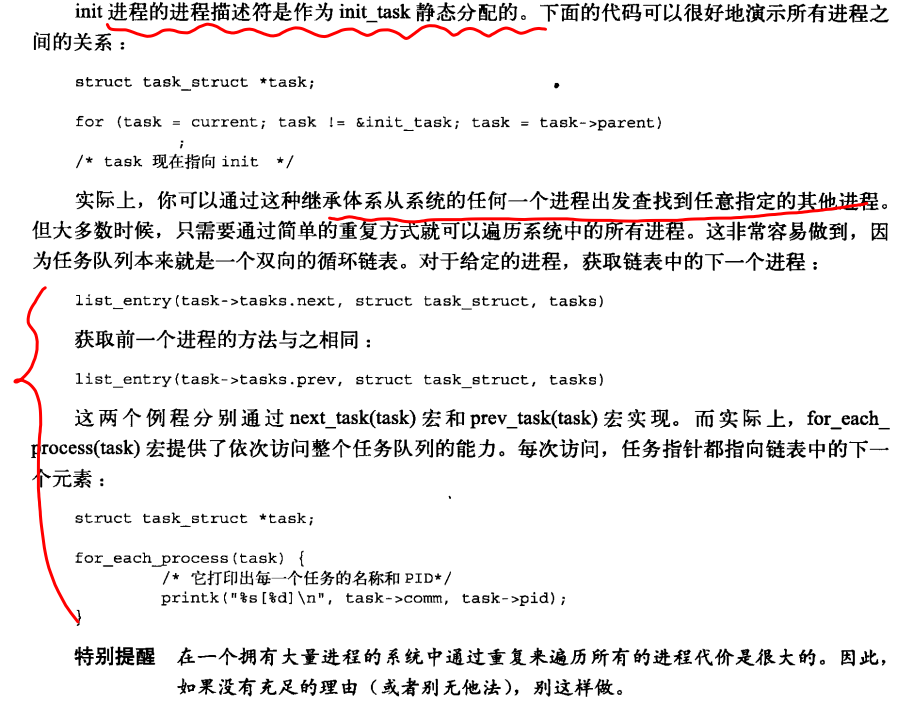 init 进程的进程描述符是作为 init_task 静态分配的。下面的代码可以很好地演示所有进程之
间的关系：
struct task_struct *task;
for (task = current; task != &init_task; task = task->parent)
;
/* task 现在指向 init */
实际上，你可以通过这种继承体系从系统的任何一个进程出发查找到任意指定的其他进程。
但大多数时候，只需要通过简单的重复方式就可以遍历系统中的所有进程。这非常容易做到，因
为任务队列本来就是一个双向的循环链表。对于给定的进程，获取链表中的下一个进程：
list_entry(task->tasks.next, struct task_struct, tasks)
获取前一个进程的方法与之相同：
list_entry(task->tasks.prev, struct task_struct, tasks)
这两个例程分别通过 next_task(task) 宏和 prev_task(task) 宏实现。而实际上，for_each_
process(task) 宏提供了依次访问整个任务队列的能力。每次访问，任务指针都指向链表中的下一
个元素：
struct task_struct *task;
for_each_process(task) {
/* 它打印出每一个任务的名称和PID*/
printk("%s[%d]\n", task->comm, task->pid);
}
特别提醒 在一个拥有大量进程的系统中通过重复来遍历所有的进程代价是很大的。因此，
如果没有充足的理由（或者别无他法），别这样做。